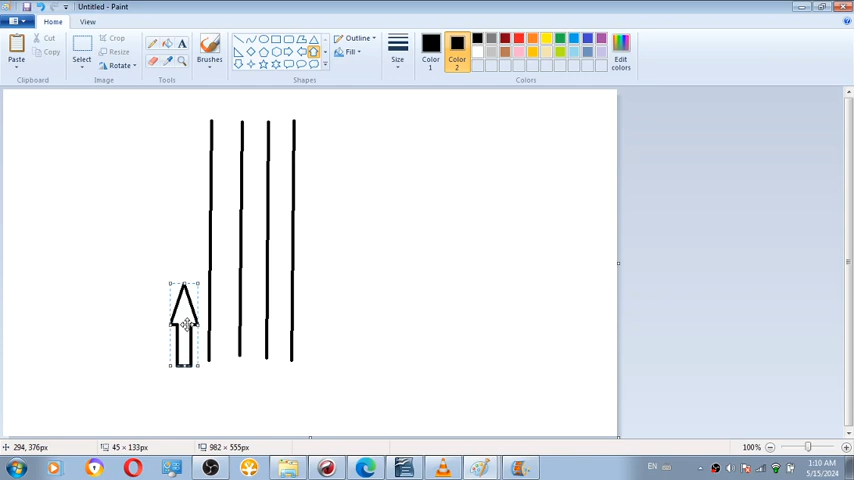 Untitled - Paint
Home
View
Paste
Cut
Copy
Clipboard
Select
Crop
Resize
Rotate
Image
A
Tools
Brushes
Outline
Fill
Shapes
Size
Color
1
Color
2
Edit
colors
Colors
294, 376px
45 × 133px
982 × 555px
100%
EN
1:10 AM
5/15/2024